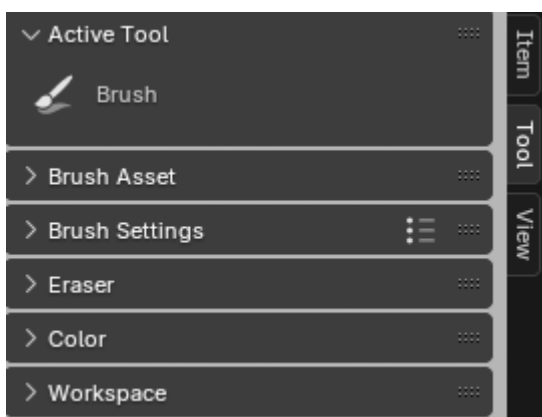 Active Tool
Brush
Brush Asset
Brush Settings
Eraser
Color
Workspace
Item
Tool
View